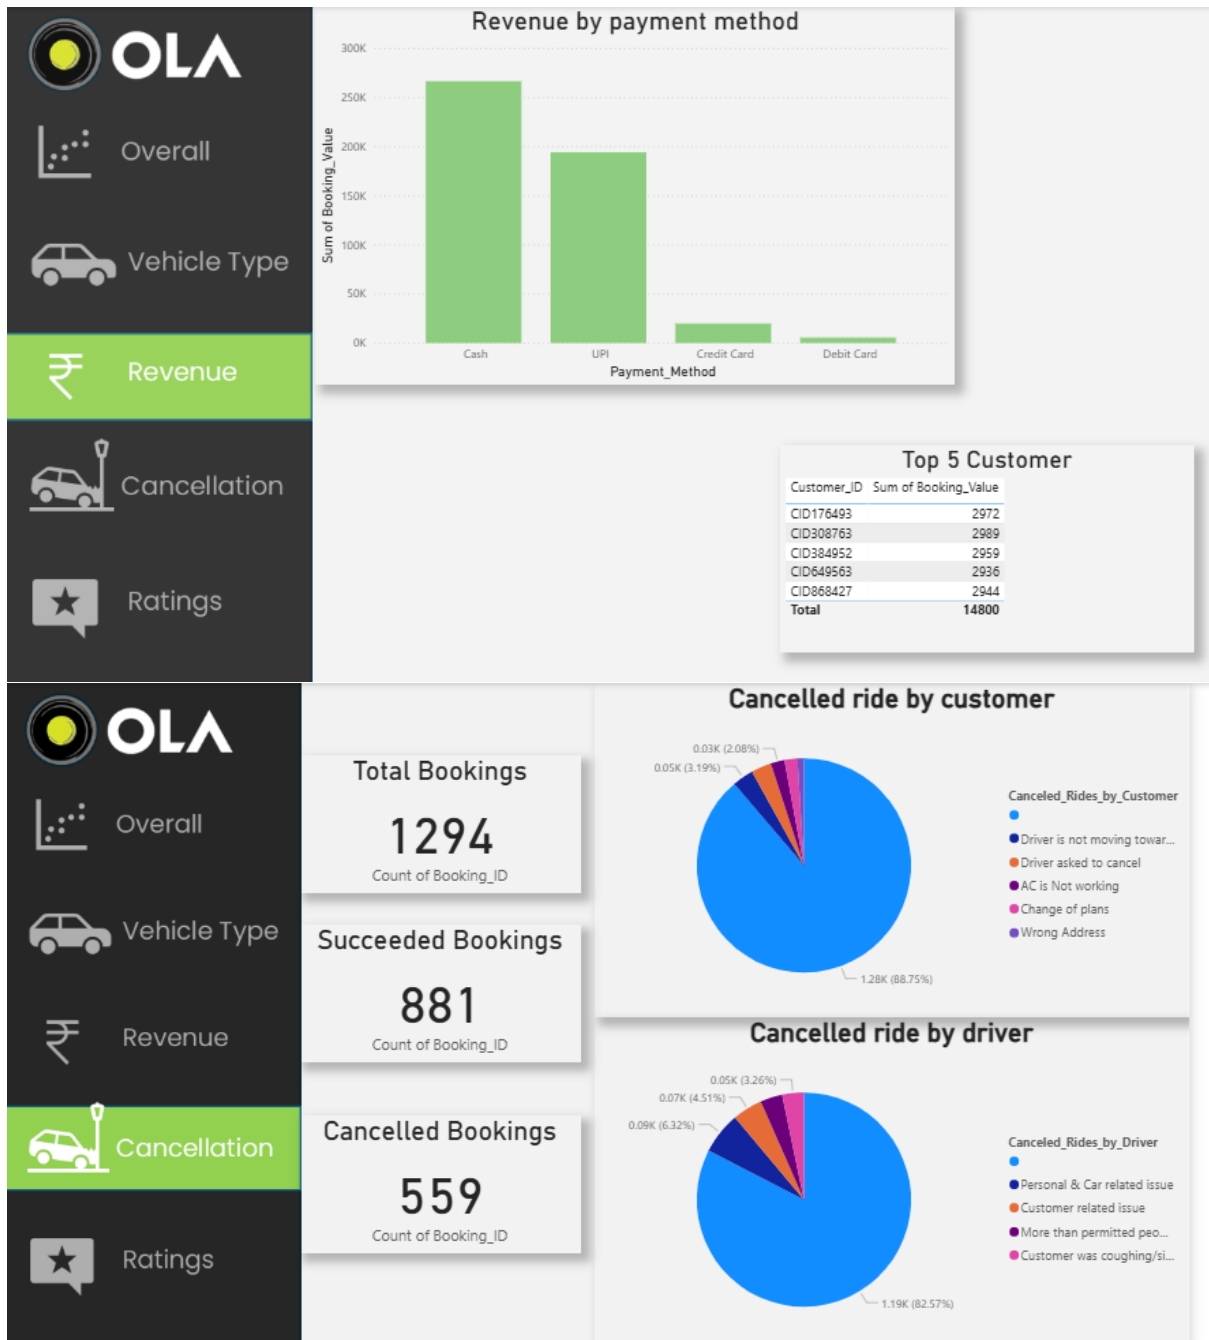 OLA
Overall
Vehicle Type
Revenue
Cancellation
Ratings
Revenue by payment method
300K
250K
200K
150K
100K
50K
0K
Sum of Booking_Value
Cash
UPI
Credit Card
Debit Card
Payment_Method
Top 5 Customer
Customer_ID Sum of Booking_Value
CID176493 2972
CID308763 2989
CID384952 2959
CID649563 2936
CID868427 2944
Total 14800
OLA
Overall
Vehicle Type
Revenue
Cancellation
Ratings
Total Bookings
1294
Count of Booking_ID
Succeeded Bookings
881
Count of Booking_ID
Cancelled Bookings
559
Count of Booking_ID
Cancelled ride by customer
0.03K (2.08%)
0.05K (3.19%)
1.28K (88.75%)
Canceled_Rides_by_Customer
Driver is not moving towar...
Driver asked to cancel
AC is Not working
Change of plans
Wrong Address
Cancelled ride by driver
0.05K (3.26%)
0.07K (4.51%)
0.09K (6.32%)
1.19K (82.57%)
Canceled_Rides_by_Driver
Personal & Car related issue
Customer related issue
More than permitted peo...
Customer was coughing/si...